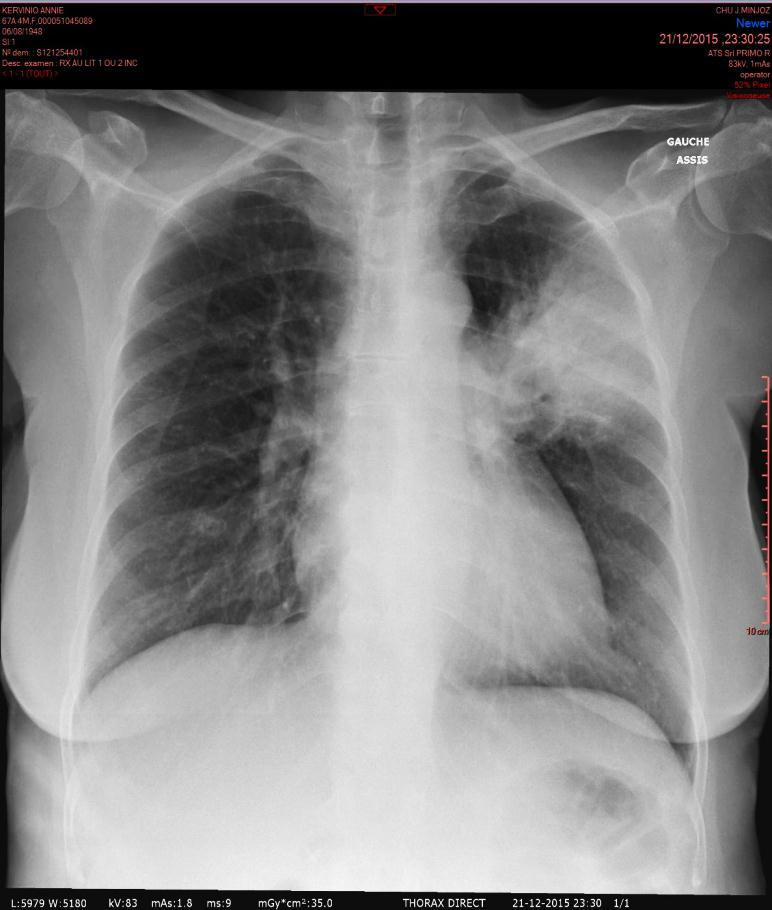 KERVINIO ANNIE
67A 4M,F,000051045089
06/08/1948
SI:1
Nº dem. : S121254401
Desc. examen : RX AU LIT 1 OU 2 INC
< 1 - 1 (TOUT) >
CHU J.MINJOZ
Newer
21/12/2015 ,23:30:25
ATS Srl PRIMO R
83kV, 1mAs
operator
52% Pixel
GAUCHE
ASSIS
10cm
L:5979 W:5180 kV:83 mAs:1.8 ms:9 mGy*cm²:35.0 THORAX DIRECT 21-12-2015 23:30 1/1